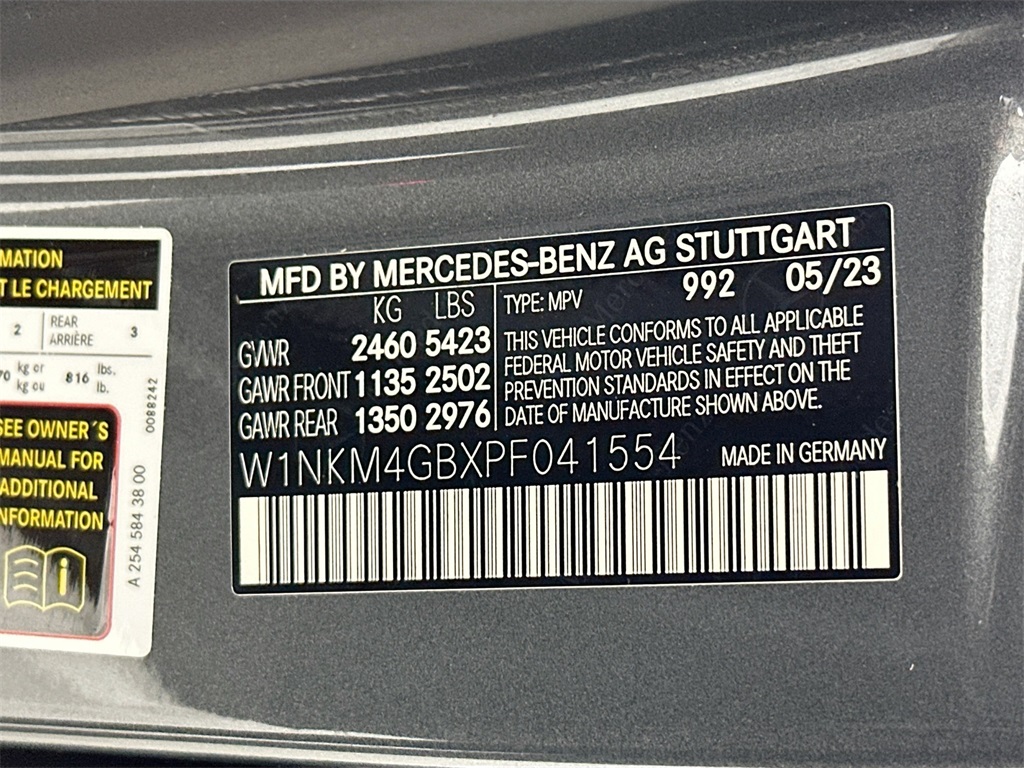 MATION
T LE CHARGEMENT
2 REAR ARRIÈRE 3
70 kg or kg ou 816 lbs. lb.
SEE OWNER´S
MANUAL FOR
ADDITIONAL
NFORMATION
i
0088242
A 254 584 38 00
MFD BY MERCEDES-BENZ AG STUTTGART
KG LBS
GVWR 2460 5423
GAWR FRONT 1135 2502
GAWR REAR 1350 2976
TYPE: MPV 992 05/23
THIS VEHICLE CONFORMS TO ALL APPLICABLE
FEDERAL MOTOR VEHICLE SAFETY AND THEFT
PREVENTION STANDARDS IN EFFECT ON THE
DATE OF MANUFACTURE SHOWN ABOVE.
W1NKM4GBXPF041554 MADE IN GERMANY